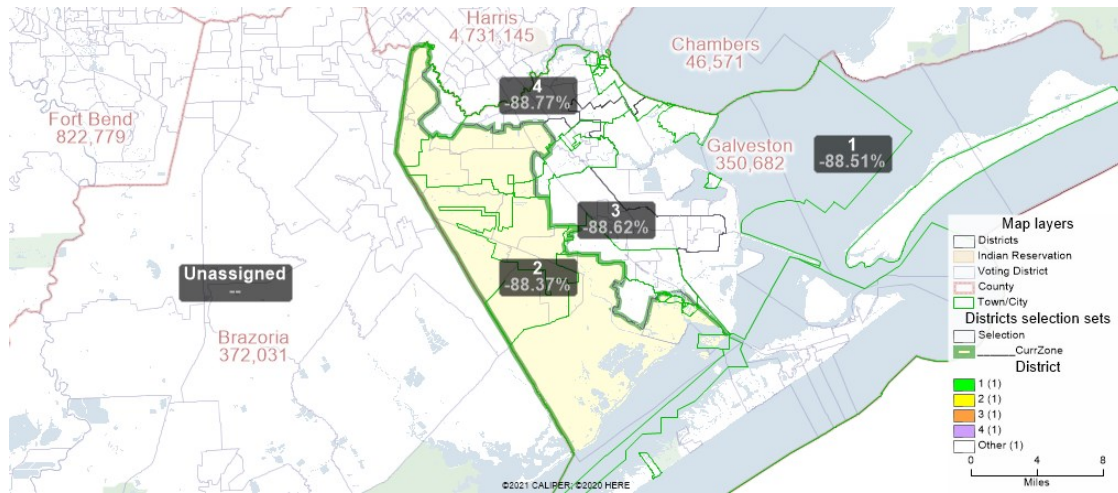 Harris
4,731,145
Chambers
46,571
4
-88.77%
Fort Bend
822,779
1
-88.51%
Galveston
350,682
3
-88.62%
Unassigned
--
2
-88.37%
Brazoria
372,031
Map layers
Districts
Indian Reservation
Voting District
County
Town/City
Districts selection sets
Selection
______CurrZone
District
1 (1)
2 (1)
3 (1)
4 (1)
Other (1)
0 4 8
Miles
©2021 CALIPER; ©2020 HERE